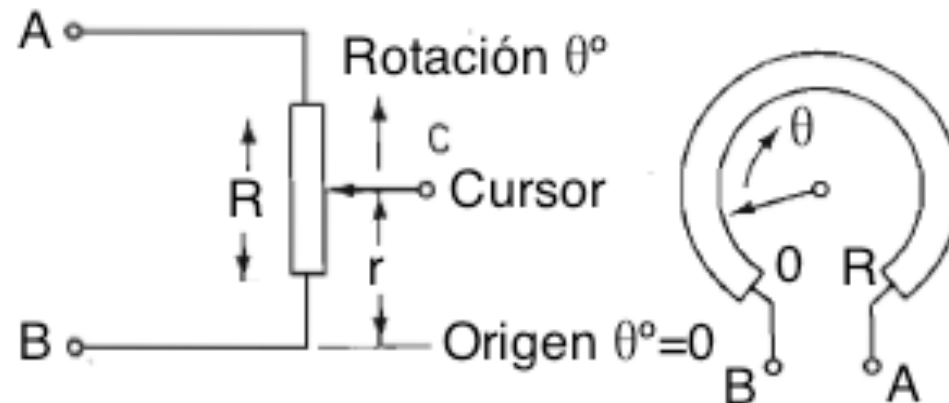 A
Rotación θº
C
Cursor
R
r
B
Origen θº=0
θ
0 R
B A